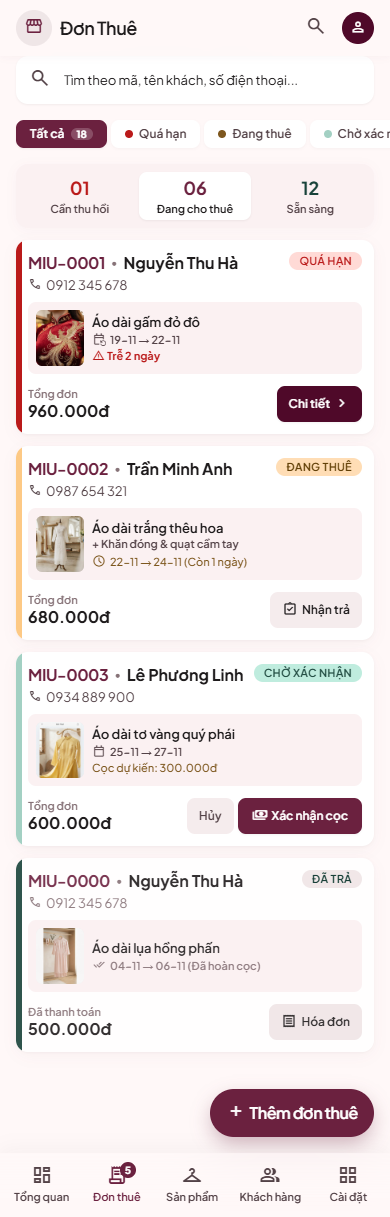 Đơn Thuê
Tìm theo mã, tên khách, số điện thoại...
Tất cả 18 Quá hạn Đang thuê Chờ xác
01 06 12
Cần thu hồi Đang cho thuê Sẵn sàng
MIU-0001 • Nguyễn Thu Hà QUÁ HẠN
0912 345 678
Áo dài gấm đỏ đô
19-11 → 22-11
Trễ 2 ngày
Tổng đơn
960.000đ Chi tiết
MIU-0002 • Trần Minh Anh ĐANG THUÊ
0987 654 321
Áo dài trắng thêu hoa
+ Khăn đóng & quạt cầm tay
22-11 → 24-11 (Còn 1 ngày)
Tổng đơn
680.000đ Nhận trả
MIU-0003 • Lê Phương Linh CHỜ XÁC NHẬN
0934 889 900
Áo dài tơ vàng quý phái
25-11 → 27-11
Cọc dự kiến: 300.000đ
Tổng đơn
600.000đ Hủy Xác nhận cọc
MIU-0000 • Nguyễn Thu Hà ĐÃ TRẢ
0912 345 678
Áo dài lụa hồng phấn
04-11 → 06-11 (Đã hoàn cọc)
Đã thanh toán
500.000đ Hóa đơn
+ Thêm đơn thuê
5
Tổng quan Đơn thuê Sản phẩm Khách hàng Cài đặt